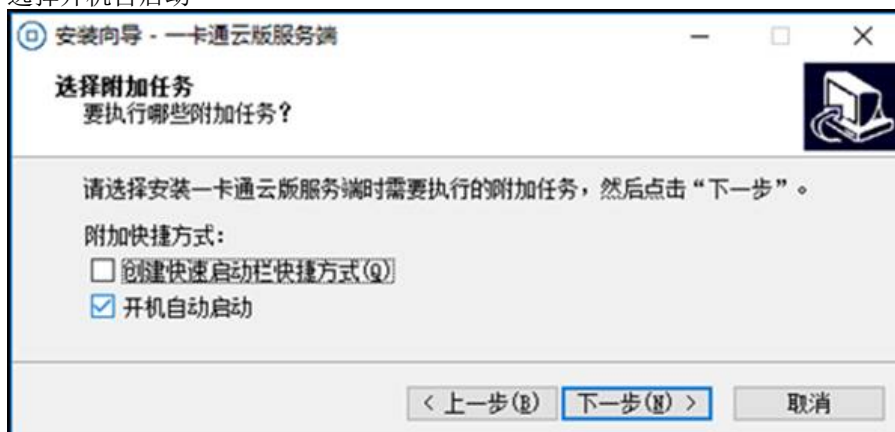 安装向导 - 一卡通云版服务端
选择附加任务
要执行哪些附加任务?
请选择安装一卡通云版服务端时需要执行的附加任务，然后点击“下一步”。
附加快捷方式:
创建快速启动栏快捷方式(Q)
开机自动启动
< 上一步(B)
下一步(N) >
取消